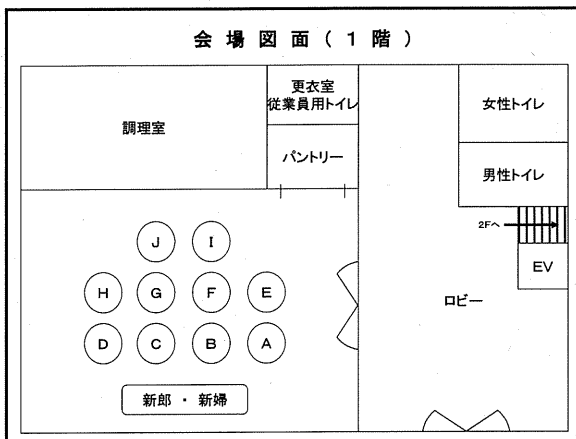 会場図面(1階)
更衣室
従業員用トイレ
女性トイレ
調理室
パントリー
男性トイレ
2Fへ
EV
J
I
H
G
F
E
ロビー
D
C
B
A
新郎・新婦